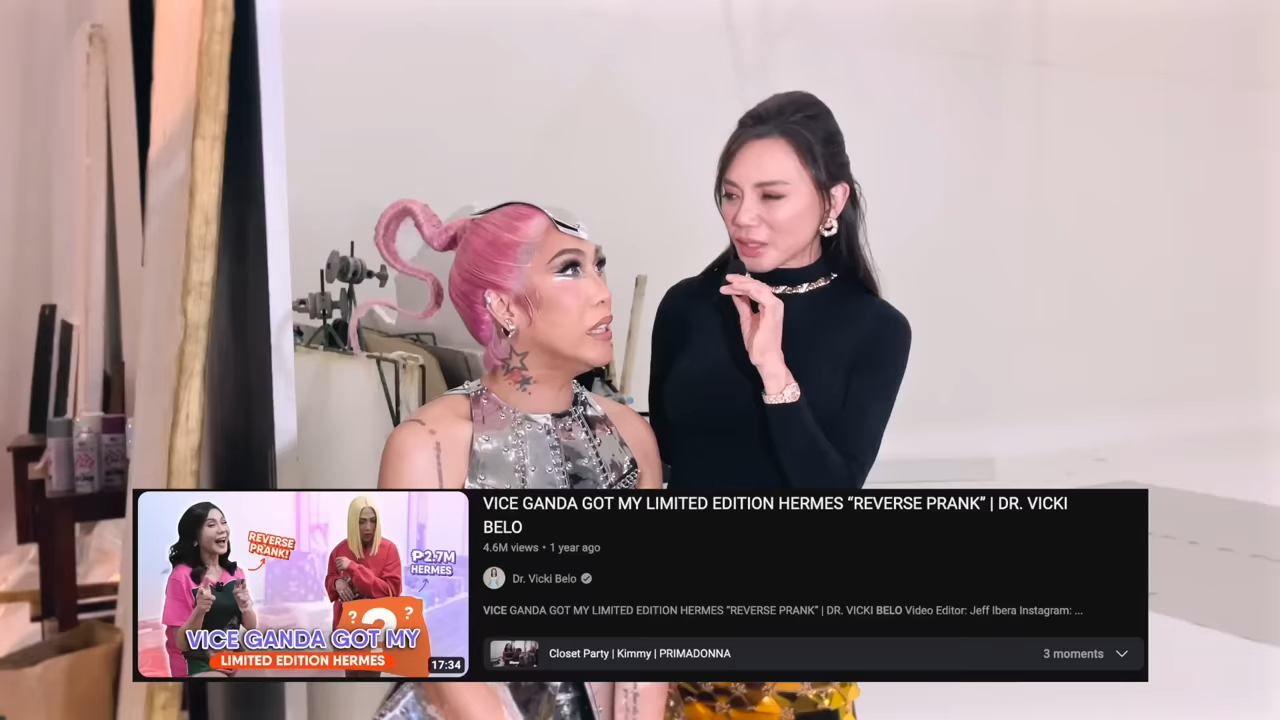 VICE GANDA GOT MY LIMITED EDITION HERMES “REVERSE PRANK” | DR. VICKI
BELO
4.6M views • 1 year ago
Dr. Vicki Belo
VICE GANDA GOT MY LIMITED EDITION HERMES “REVERSE PRANK” | DR. VICKI BELO Video Editor: Jeff Ibera Instagram: ...
Closet Party | Kimmy | PRIMADONNA
3 moments
REVERSE
PRANK!
₱2.7M
HERMES
? ? ?
VICE GANDA GOT MY
LIMITED EDITION HERMES
17:34